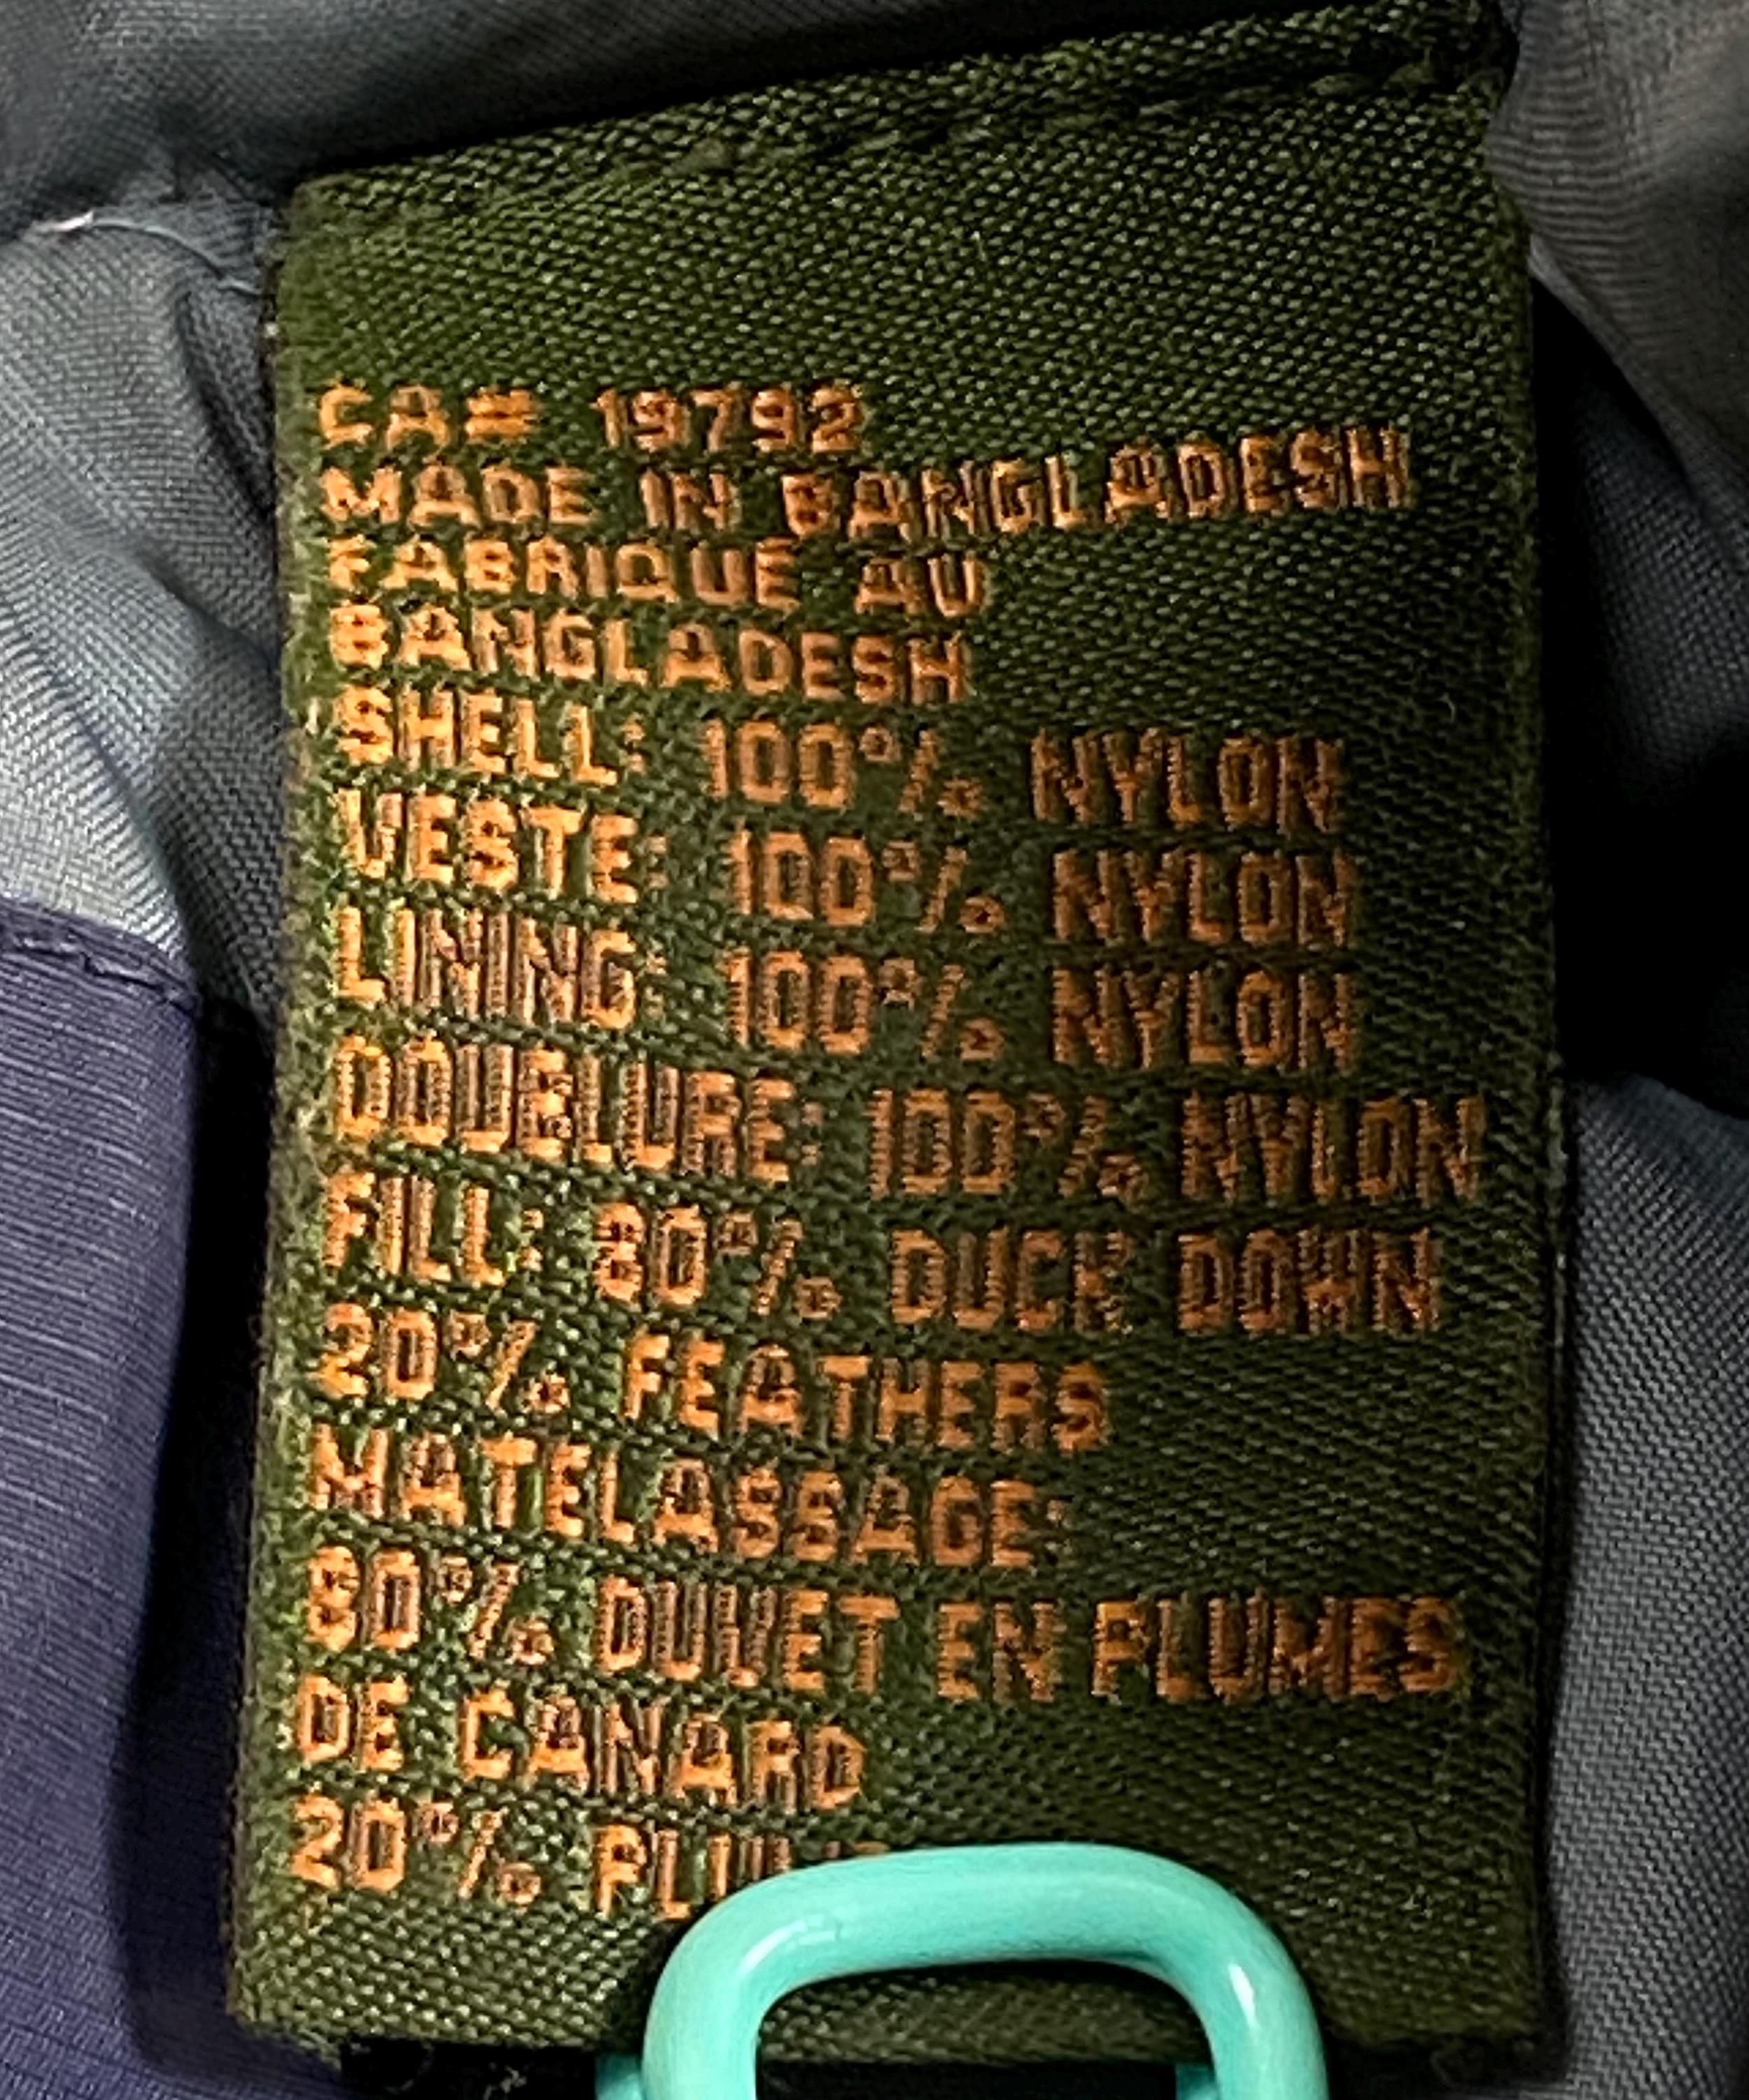 CA# 19792
MADE IN BANGLADESH
FABRIQUÉ AU
BANGLADESH
SHELL: 100% NYLON
VESTE: 100% NYLON
LINING: 100% NYLON
DOUBLURE: 100% NYLON
FILL: 80% DUCK DOWN
20% FEATHERS
MATELASSAGE:
80% DUVET EN PLUMES
DE CANARD
20%